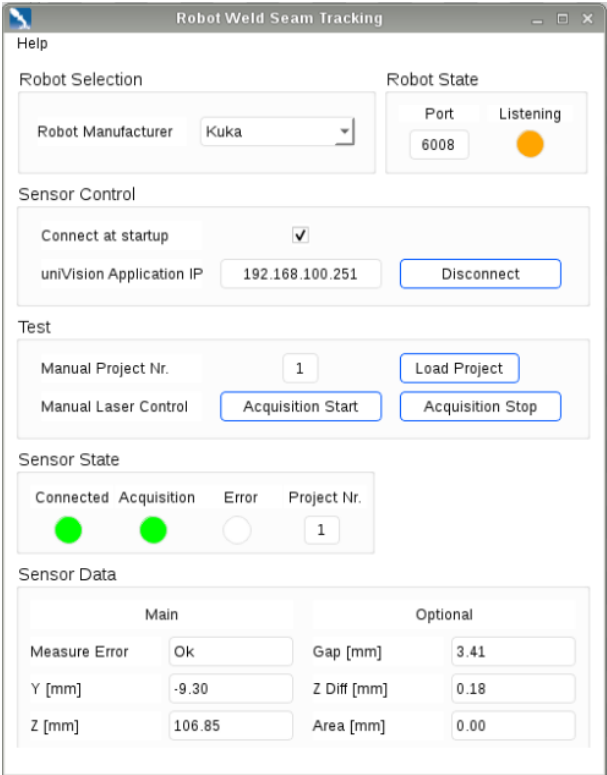 Robot Weld Seam Tracking
Help
Robot Selection
Robot Manufacturer Kuka
Robot State
Port Listening
6008
Sensor Control
Connect at startup
uniVision Application IP 192.168.100.251 Disconnect
Test
Manual Project Nr. 1 Load Project
Manual Laser Control Acquisition Start Acquisition Stop
Sensor State
Connected Acquisition Error Project Nr.
1
Sensor Data
Main Optional
Measure Error Ok Gap [mm] 3.41
Y [mm] -9.30 Z Diff [mm] 0.18
Z [mm] 106.85 Area [mm] 0.00